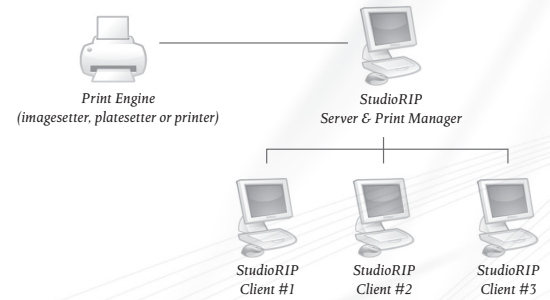 Print Engine
(imagesetter, platesetter or printer)
StudioRIP
Server & Print Manager
StudioRIP
Client #1
StudioRIP
Client #2
StudioRIP
Client #3